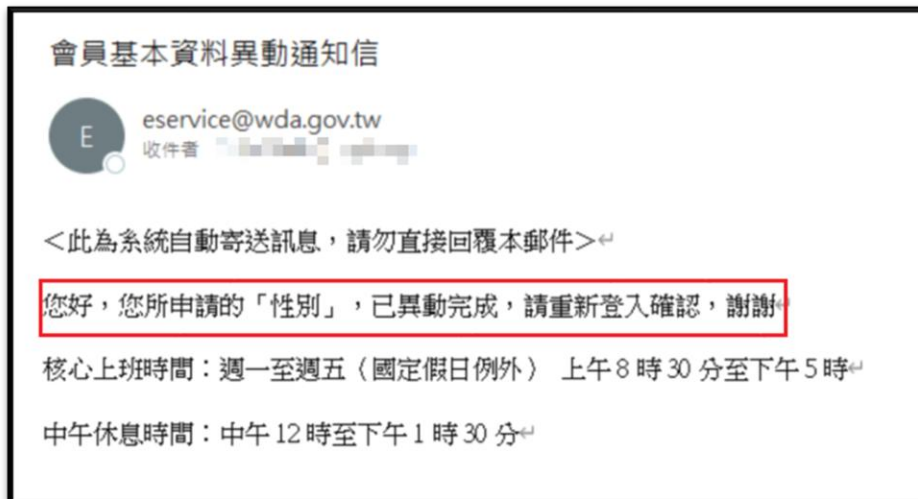 會員基本資料異動通知信
E
eservice@wda.gov.tw
收件者
<此為系統自動寄送訊息，請勿直接回覆本郵件>
您好，您所申請的「性別」，已異動完成，請重新登入確認，謝謝
核心上班時間：週一至週五（國定假日例外） 上午8時30 分至下午5時
中午休息時間：中午12時至下午1時30 分